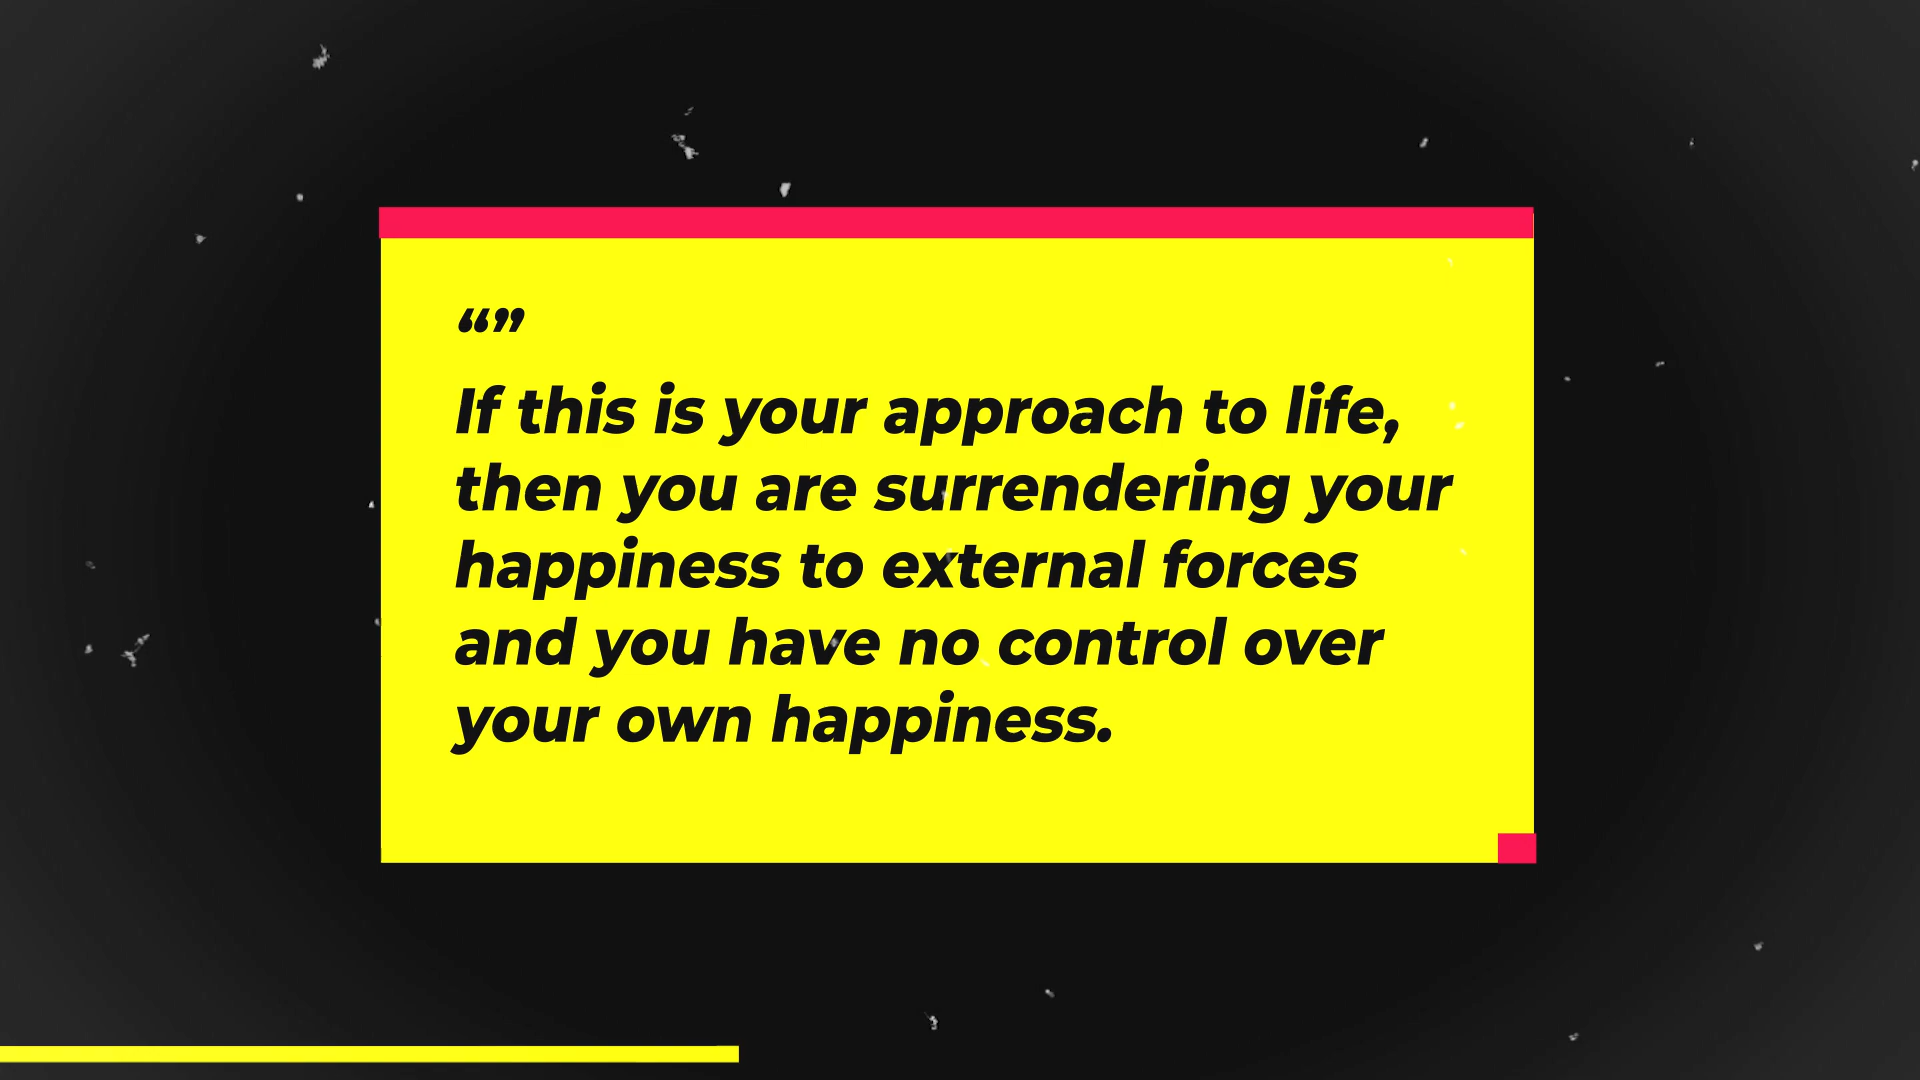 “”
If this is your approach to life,
then you are surrendering your
happiness to external forces
and you have no control over
your own happiness.